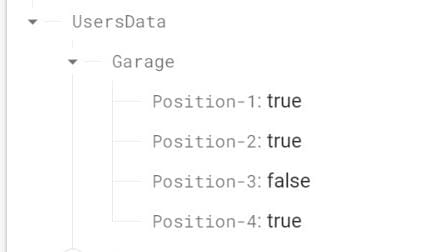 UsersData
Garage
Position-1: true
Position-2: true
Position-3: false
Position-4: true